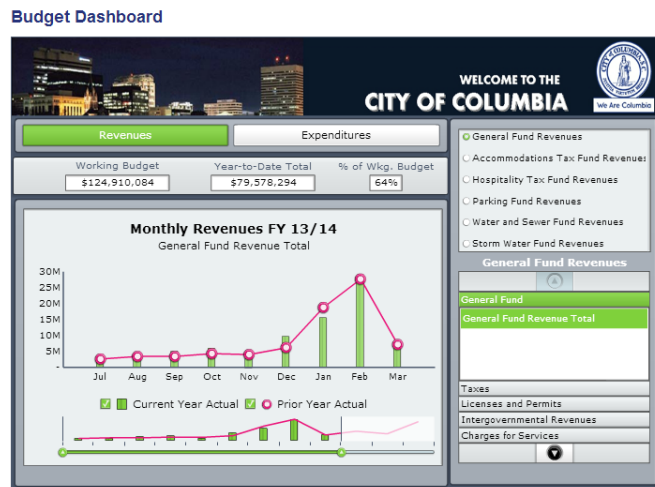 Budget Dashboard
WELCOME TO THE
CITY OF COLUMBIA
We Are Columbia
Revenues
Expenditures
Working Budget
Year-to-Date Total
% of Wkg. Budget
$124,910,084
$79,578,294
64%
Monthly Revenues FY 13/14
General Fund Revenue Total
30M
25M
20M
15M
10M
5M
-
Jul Aug Sep Oct Nov Dec Jan Feb Mar
Current Year Actual Prior Year Actual
General Fund Revenues
Accommodations Tax Fund Revenues
Hospitality Tax Fund Revenues
Parking Fund Revenues
Water and Sewer Fund Revenues
Storm Water Fund Revenues
General Fund Revenues
General Fund
General Fund Revenue Total
Taxes
Licenses and Permits
Intergovernmental Revenues
Charges for Services